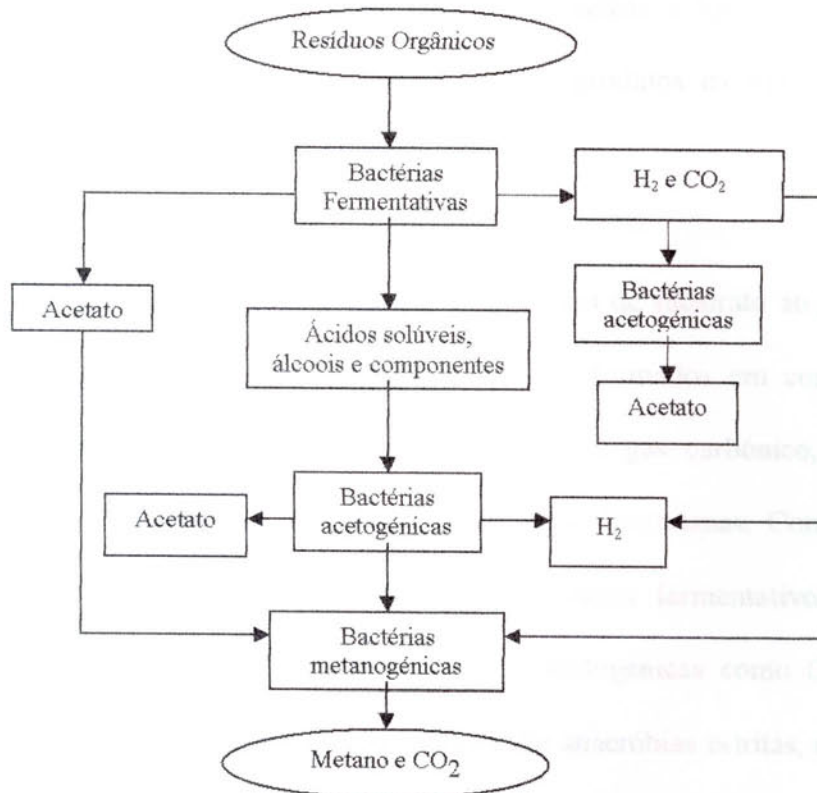 Resíduos Orgânicos
Bactérias
Fermentativas
H₂ e CO₂
Acetato
Ácidos solúveis,
álcoois e componentes
Bactérias
acetogénicas
Acetato
Acetato
Bactérias
acetogénicas
H₂
Bactérias
metanogénicas
Metano e CO₂